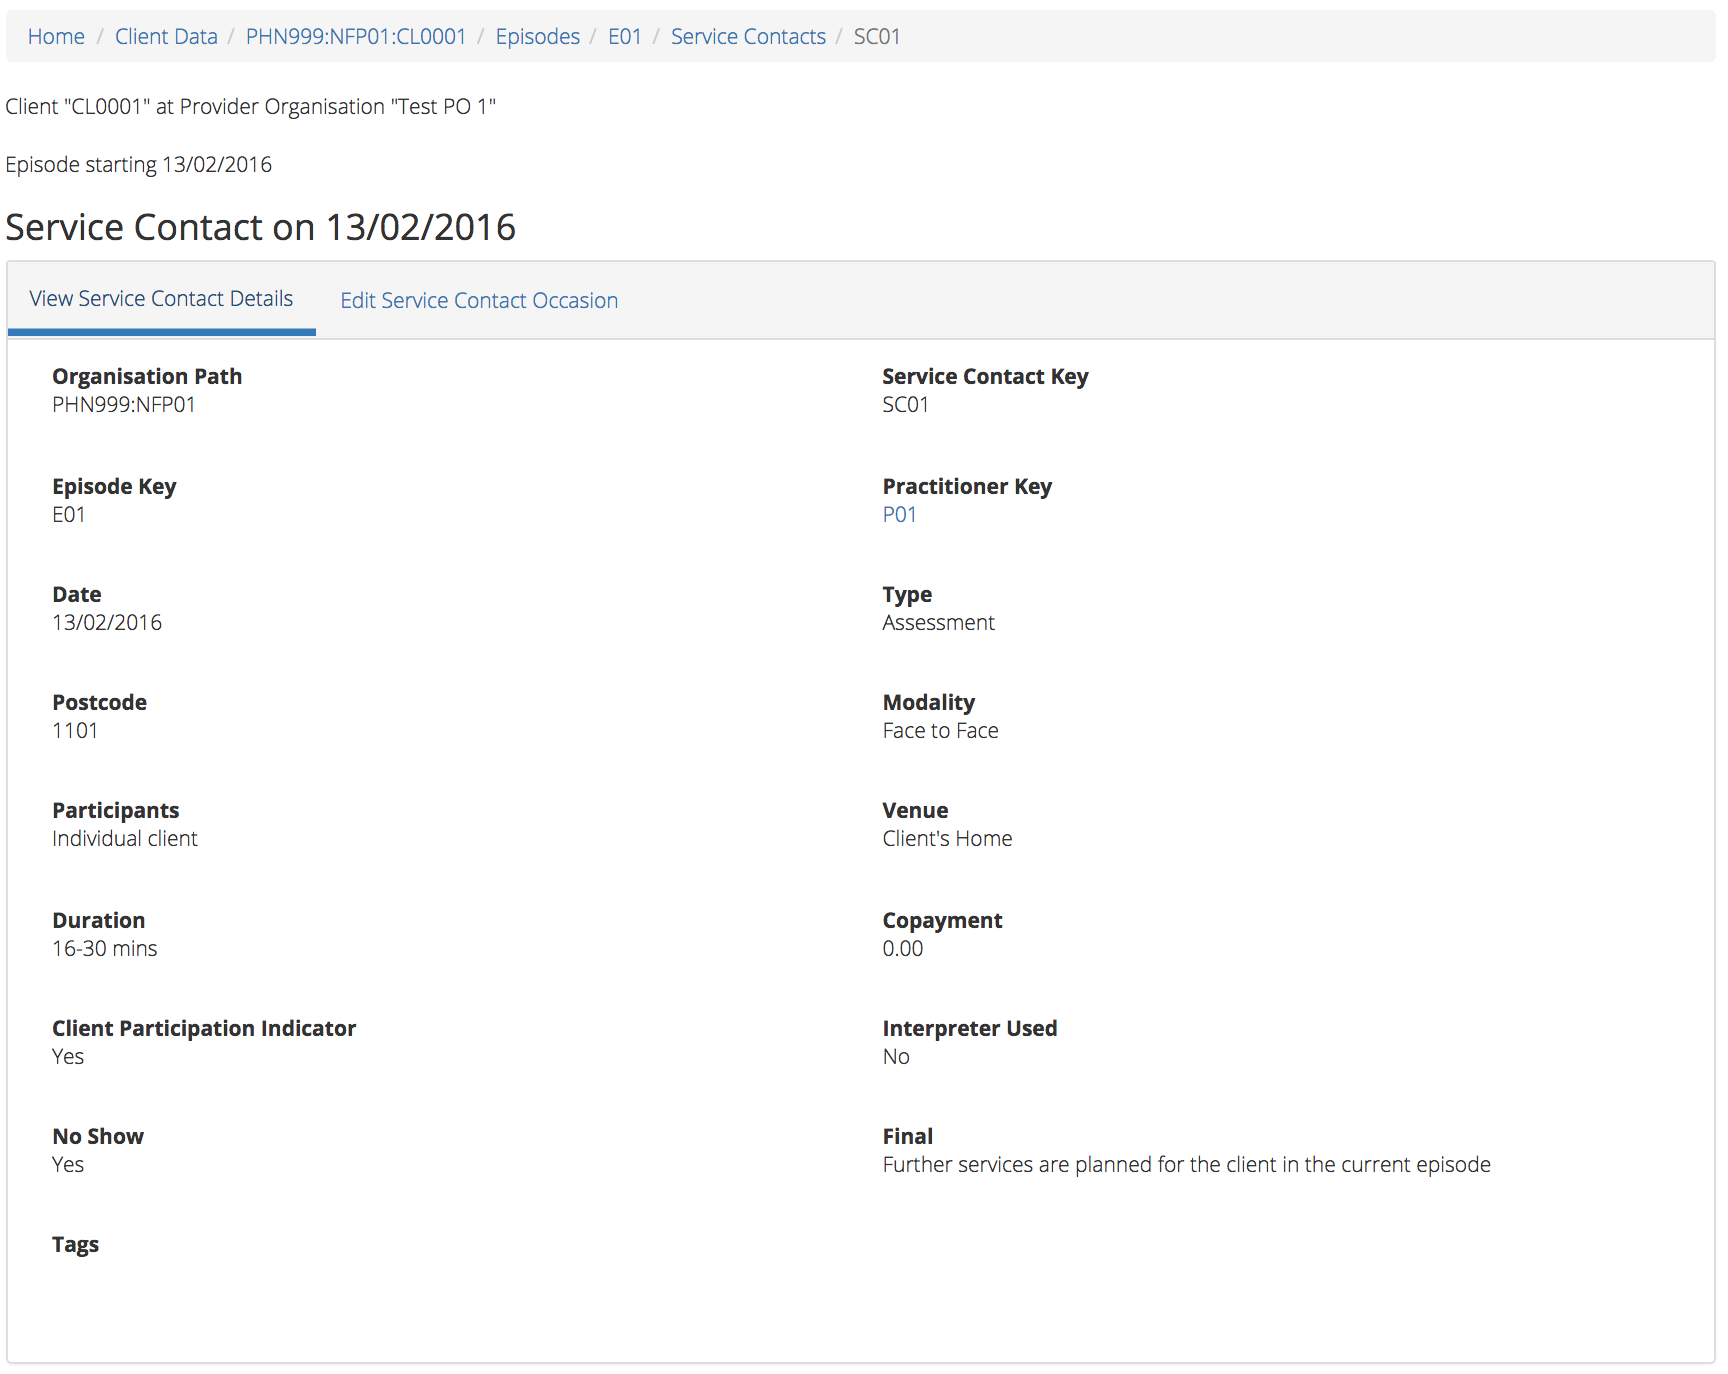 Home / Client Data / PHN999:NFP01:CL0001 / Episodes / E01 / Service Contacts / SC01
Client "CL0001" at Provider Organisation "Test PO 1"
Episode starting 13/02/2016
Service Contact on 13/02/2016
View Service Contact Details Edit Service Contact Occasion
Organisation Path
PHN999:NFP01
Service Contact Key
SC01
Episode Key
E01
Practitioner Key
P01
Date
13/02/2016
Type
Assessment
Postcode
1101
Modality
Face to Face
Participants
Individual client
Venue
Client's Home
Duration
16-30 mins
Copayment
0.00
Client Participation Indicator
Yes
Interpreter Used
No
No Show
Yes
Final
Further services are planned for the client in the current episode
Tags